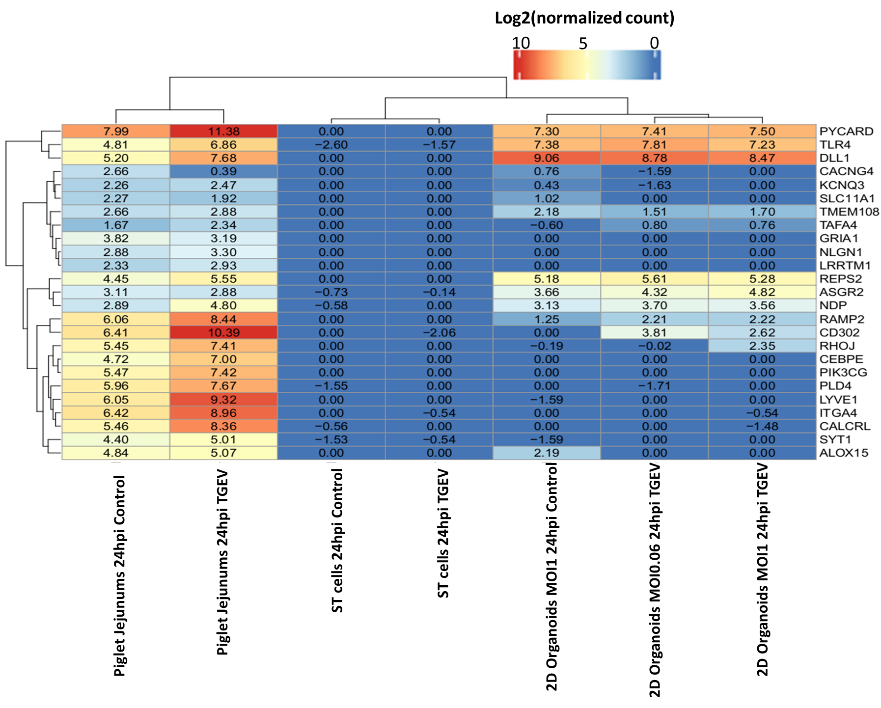 Log2(normalized count)
10 5 0
7.99 11.38 0.00 0.00 7.30 7.41 7.50 PYCARD
4.81 6.86 −2.60 −1.57 7.38 7.81 7.23 TLR4
5.20 7.68 0.00 0.00 9.06 8.78 8.47 DLL1
2.66 0.39 0.00 0.00 0.76 −1.59 0.00 CACNG4
2.26 2.47 0.00 0.00 0.43 −1.63 0.00 KCNQ3
2.27 1.92 0.00 0.00 1.02 0.00 0.00 SLC11A1
2.66 2.88 0.00 0.00 2.18 1.51 1.70 TMEM108
1.67 2.34 0.00 0.00 −0.60 0.80 0.76 TAFA4
3.82 3.19 0.00 0.00 0.00 0.00 0.00 GRIA1
2.88 3.30 0.00 0.00 0.00 0.00 0.00 NLGN1
2.33 2.93 0.00 0.00 0.00 0.00 0.00 LRRTM1
4.45 5.55 0.00 0.00 5.18 5.61 5.28 REPS2
3.11 2.88 −0.73 −0.14 3.66 4.32 4.82 ASGR2
2.89 4.80 −0.58 0.00 3.13 3.70 3.56 NDP
6.06 8.44 0.00 0.00 1.25 2.21 2.22 RAMP2
6.41 10.39 0.00 −2.06 0.00 3.81 2.62 CD302
5.45 7.41 0.00 0.00 −0.19 −0.02 2.35 RHOJ
4.72 7.00 0.00 0.00 0.00 0.00 0.00 CEBPE
5.47 7.42 0.00 0.00 0.00 0.00 0.00 PIK3CG
5.96 7.67 −1.55 0.00 0.00 −1.71 0.00 PLD4
6.05 9.32 0.00 0.00 −1.59 0.00 0.00 LYVE1
6.42 8.96 0.00 −0.54 0.00 0.00 −0.54 ITGA4
5.46 8.36 −0.56 0.00 0.00 0.00 −1.48 CALCRL
4.40 5.01 −1.53 −0.54 −1.59 0.00 0.00 SYT1
4.84 5.07 0.00 0.00 2.19 0.00 0.00 ALOX15
Piglet Jejunums 24hpi Control
Piglet Jejunums 24hpi TGEV
ST cells 24hpi Control
ST cells 24hpi TGEV
2D Organoids MOI1 24hpi Control
2D Organoids MOI0.06 24hpi TGEV
2D Organoids MOI1 24hpi TGEV